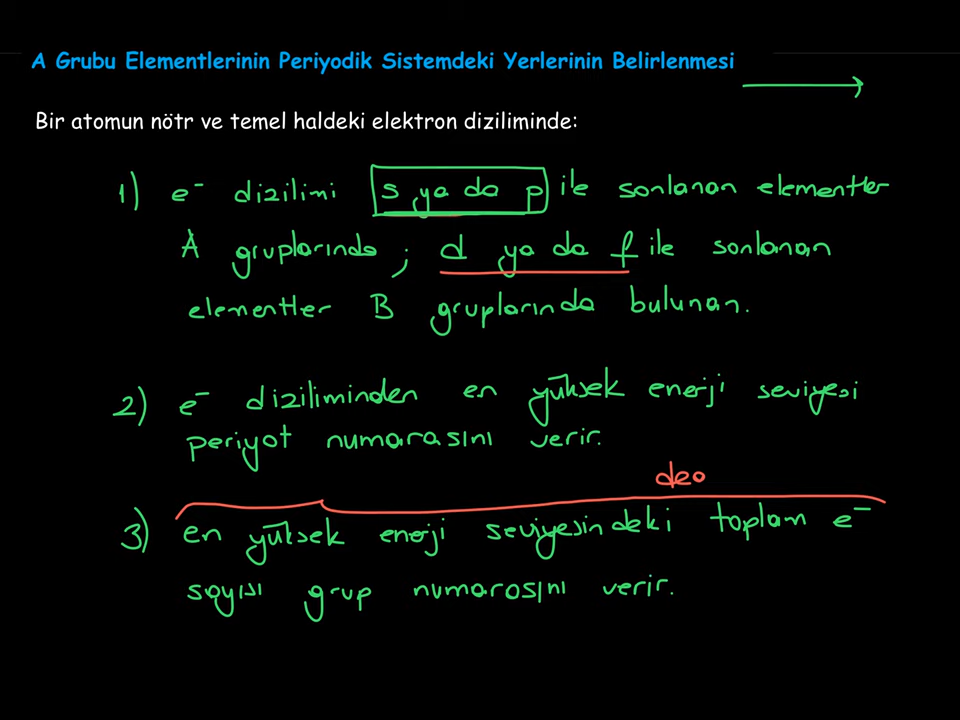 A Grubu Elementlerinin Periyodik Sistemdeki Yerlerinin Belirlenmesi
Bir atomun nötr ve temel haldeki elektron diziliminde:
1) e⁻ dizilimi s ya da p ile sonlanan elementler
A gruplarında ; d ya da f ile sonlanan
elementler B gruplarında bulunan.
2) e⁻ diziliminden en yüksek enerji seviyesi
periyot numarasını verir.
deo
3) en yüksek enerji seviyesindeki toplam e⁻
sayısı grup numarasını verir.